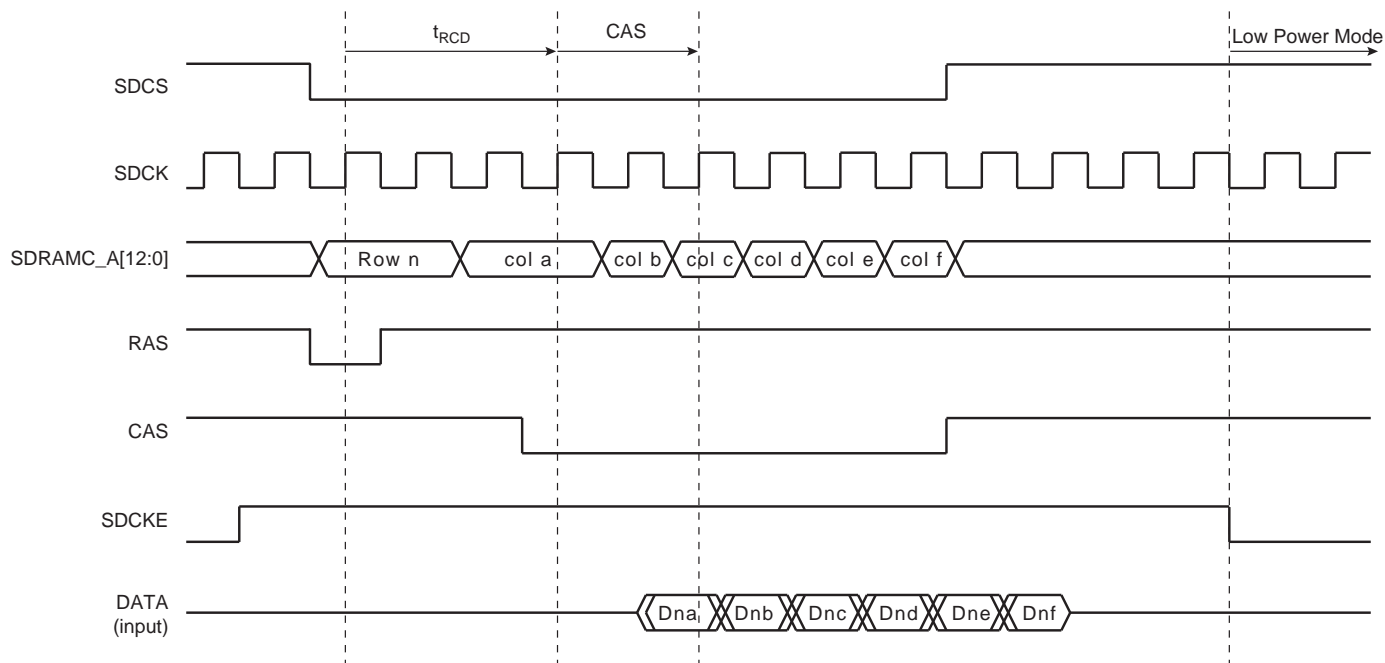 t_RCD
CAS
Low Power Mode
SDCS
SDCK
SDRAMC_A[12:0]
Row n
col a
col b
col c
col d
col e
col f
RAS
CAS
SDCKE
DATA
(input)
Dna
Dnb
Dnc
Dnd
Dne
Dnf